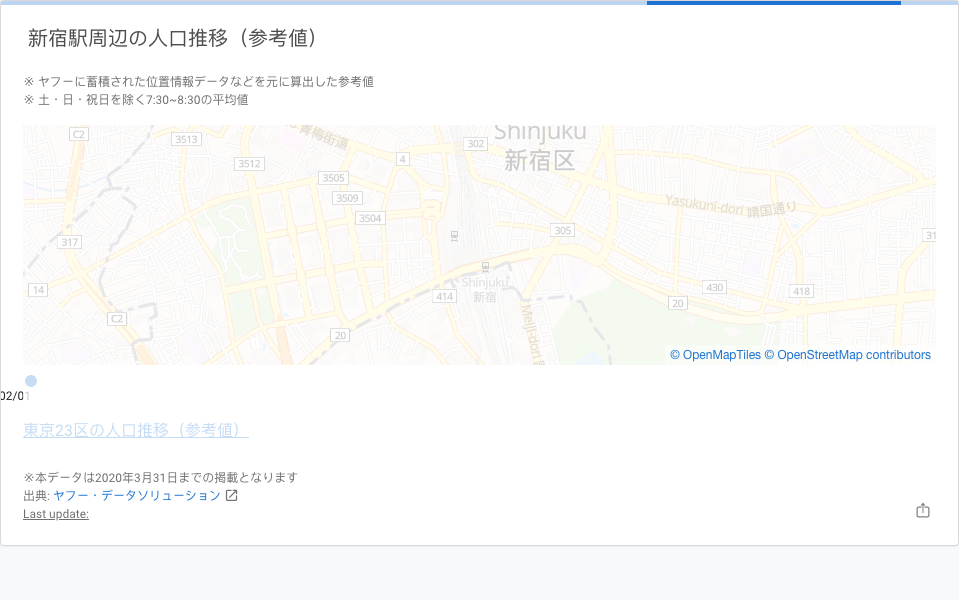 新宿駅周辺の人口推移（参考値）
※ ヤフーに蓄積された位置情報データなどを元に算出した参考値
※ 土・日・祝日を除く7:30~8:30の平均値
C2
3513
青梅街道
302
Shinjuku
新宿区
3512
4
3505
3509
Yasukuni-dori 靖国通り
3504
305
317
31
Shinjuku
新宿
14
414
430
418
20
C2
Meiji-dori
20
© OpenMapTiles © OpenStreetMap contributors
02/01
東京23区の人口推移（参考値）
※本データは2020年3月31日までの掲載となります
出典: ヤフー・データソリューション
Last update: